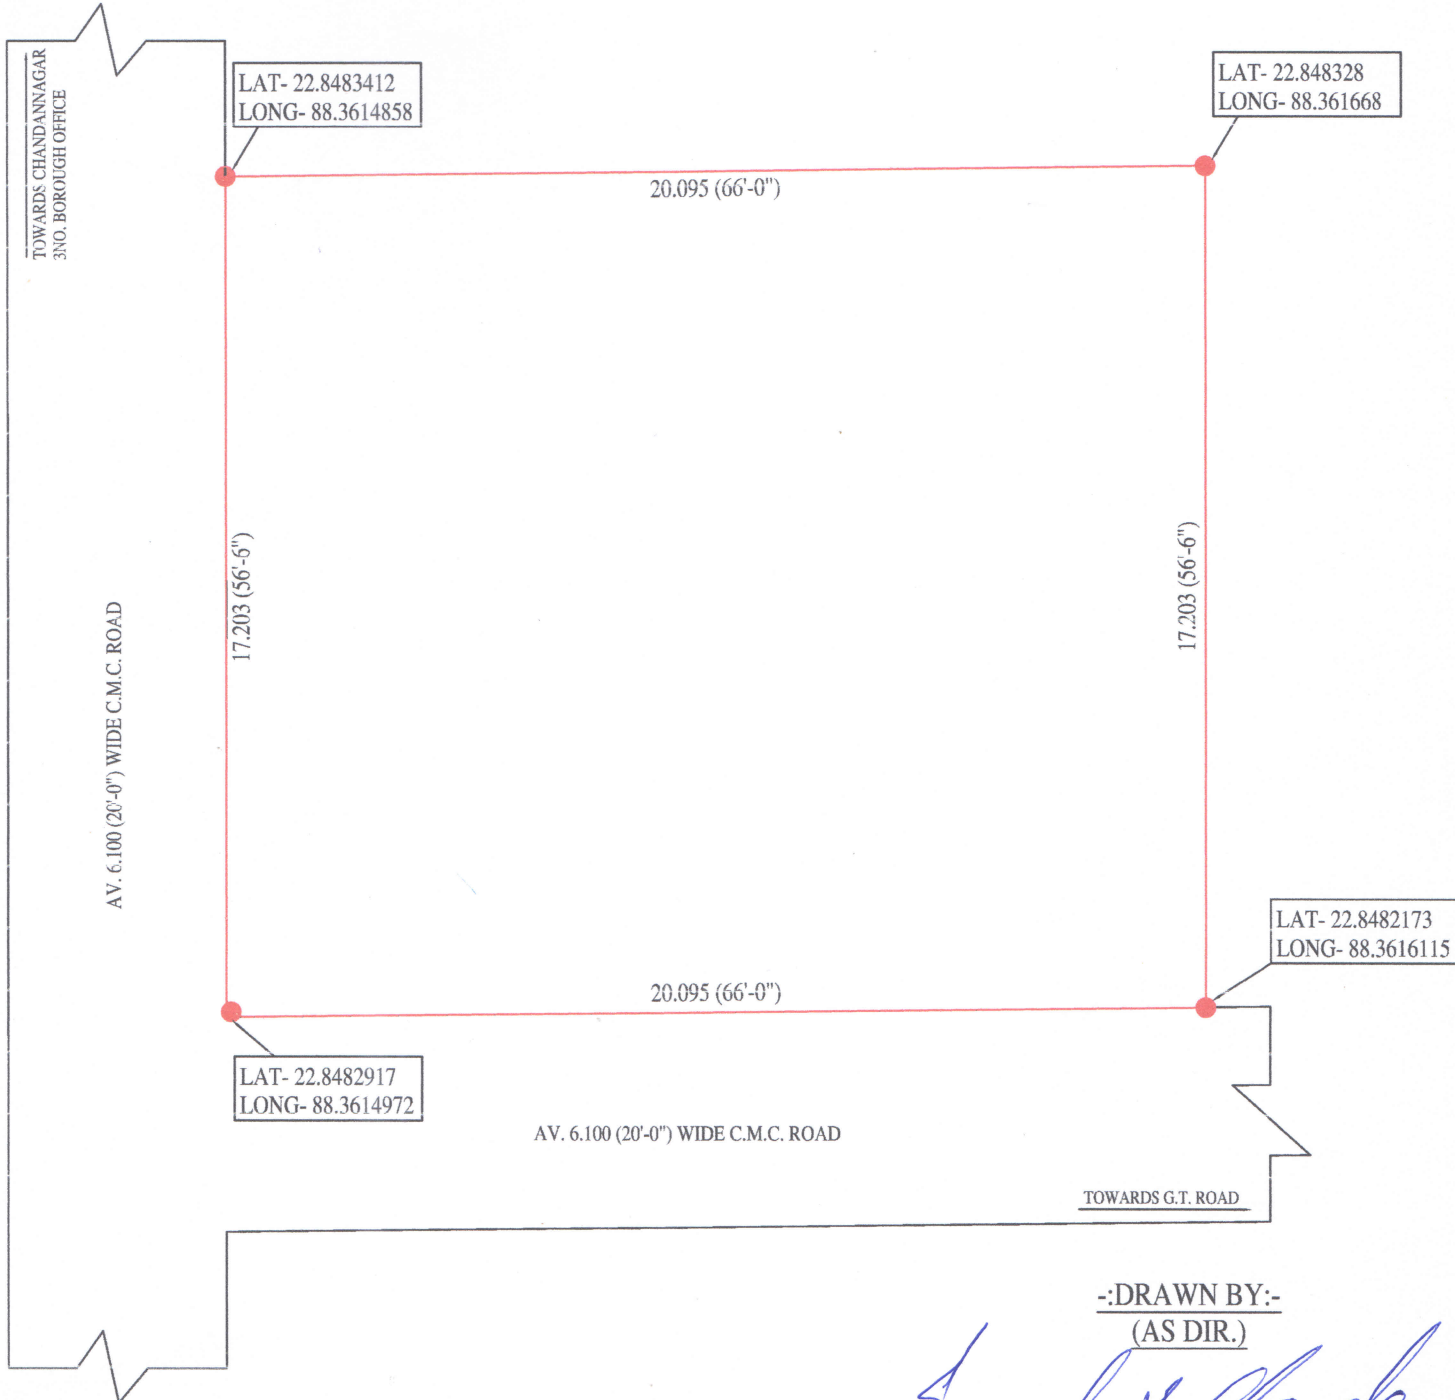 TOWARDS CHANDANNAGAR
3NO. BOROUGH OFFICE
LAT- 22.8483412
LONG- 88.3614858
LAT- 22.848328
LONG- 88.361668
20.095 (66'-0")
17.203 (56'-6")
17.203 (56'-6")
AV. 6.100 (20'-0") WIDE C.M.C. ROAD
LAT- 22.8482173
LONG- 88.3616115
20.095 (66'-0")
LAT- 22.8482917
LONG- 88.3614972
AV. 6.100 (20'-0") WIDE C.M.C. ROAD
TOWARDS G.T. ROAD
-:DRAWN BY:-
(AS DIR.)